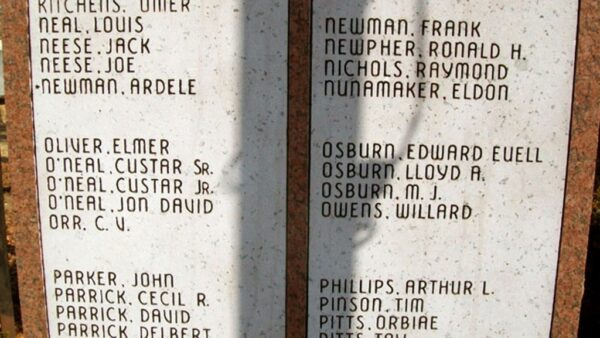 KITCHENS, OMER
NEAL, LOUIS
NEESE, JACK
NEESE, JOE
•NEWMAN, ARDELE
OLIVER, ELMER
O'NEAL, CUSTAR SR.
O'NEAL, CUSTAR JR.
O'NEAL, JON DAVID
ORR, C. V.
PARKER, JOHN
PARRICK, CECIL R.
PARRICK, DAVID
PARRICK, DELBERT
NEWMAN, FRANK
NEWPHER, RONALD H.
NICHOLS, RAYMOND
NUNAMAKER, ELDON
OSBURN, EDWARD EUELL
OSBURN, LLOYD A.
OSBURN, M. J.
OWENS, WILLARD
PHILLIPS, ARTHUR L.
PINSON, TIM
PITTS, ORBIAE
PITTS,